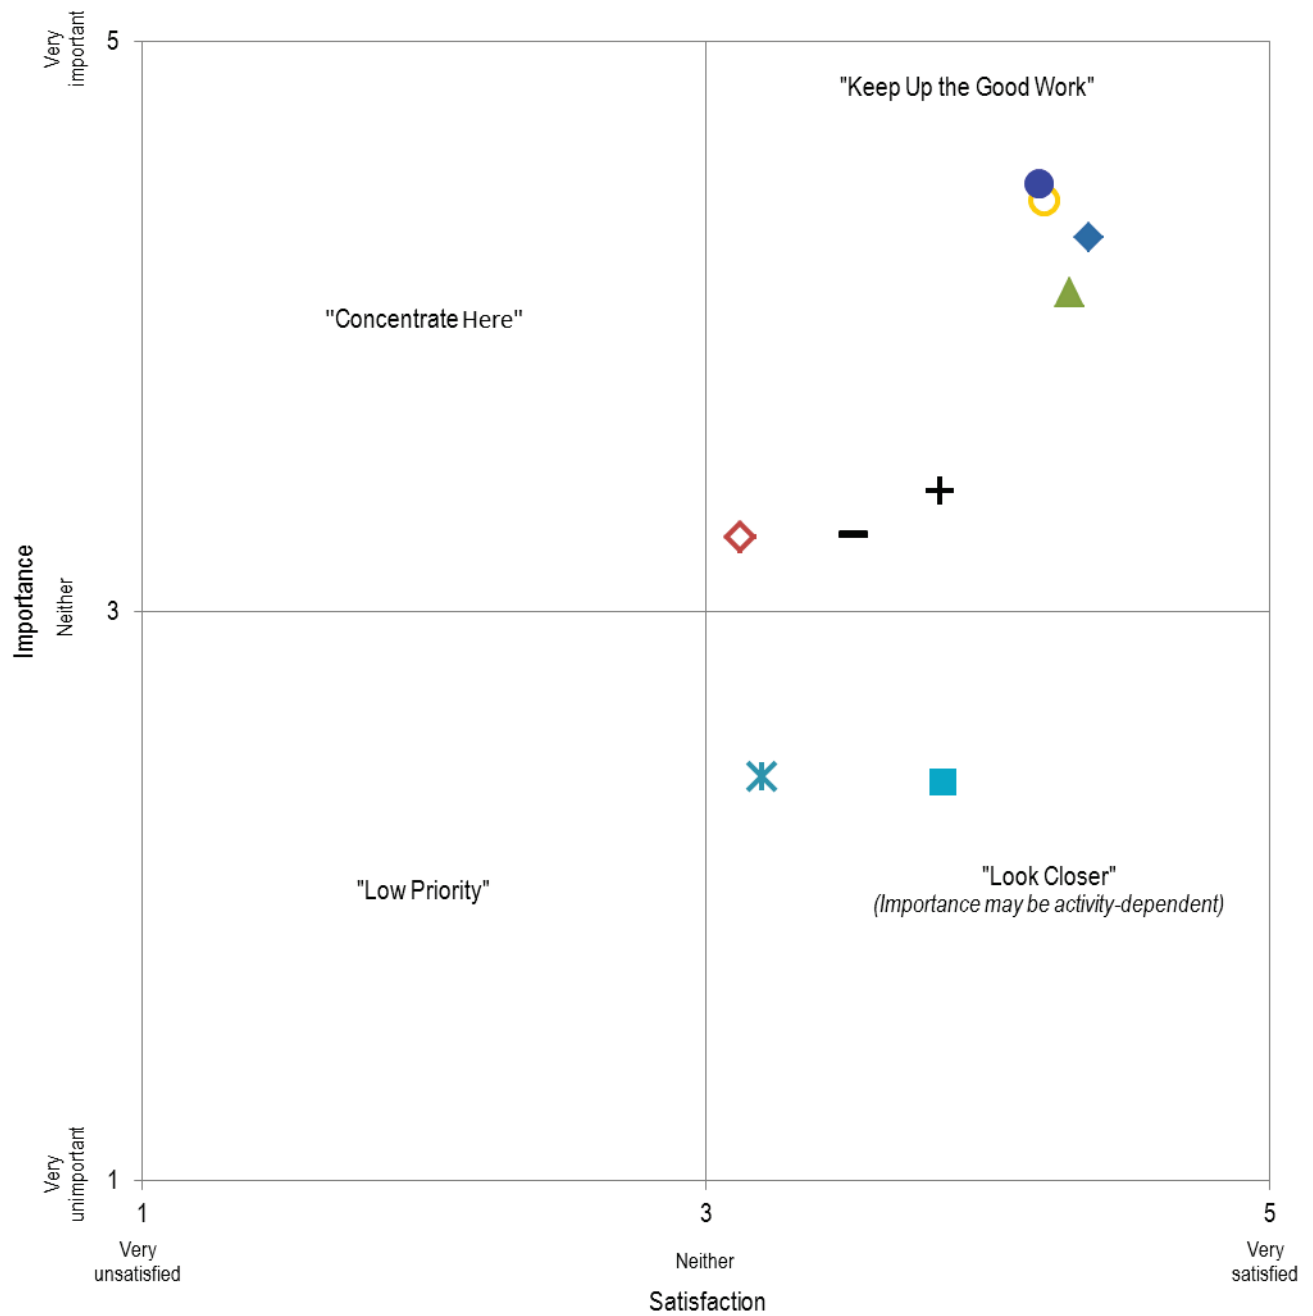 Very
important
5
"Keep Up the Good Work"
"Concentrate Here"
Importance
Neither
3
"Low Priority"
"Look Closer"
(Importance may be activity-dependent)
Very
unimportant
1
1
3
5
Very
unsatisfied
Neither
Very
satisfied
Satisfaction